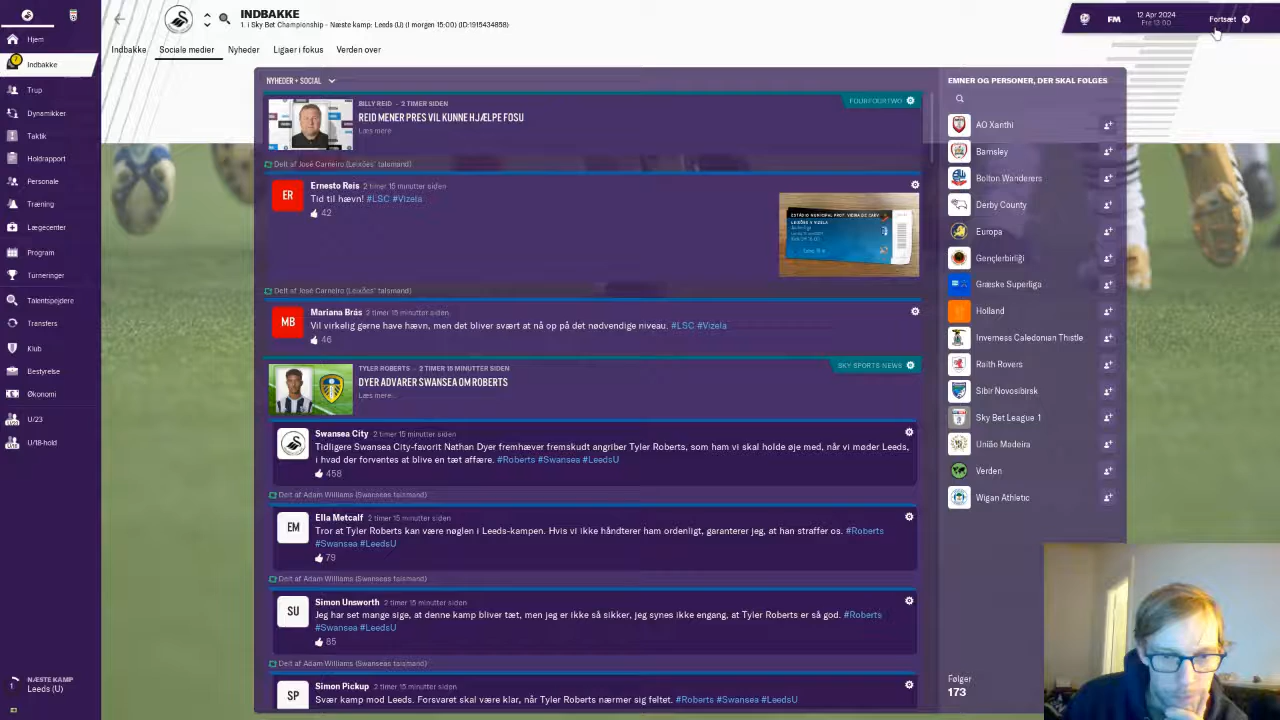 INDBAKKE
1. i Sky Bet Championship - Næste kamp: Leeds (U) (I morgen 15:00) (ID:1915434858)
FM
12 Apr 2024
Fre 13:00
Fortsæt
Indbakke
Sociale medier
Nyheder
Ligaer i fokus
Verden over
Hjem
Indbakke
Trup
Dynamikker
Taktik
Holdrapport
Personale
Træning
Lægecenter
Program
Turneringer
Talentspejdere
Transfers
Klub
Bestyrelse
Økonomi
U/23
U/18-hold
NÆSTE KAMP
Leeds (U)
NYHEDER + SOCIAL
BILLY REID - 2 TIMER SIDEN
FOURFOURTWO
REID MENER PRES VIL KUNNE HJÆLPE FOSU
Læs mere
Delt af José Carneiro (Leixões' talsmand)
ER
Ernesto Reis 2 timer 15 minutter siden
Tid til hævn! #LSC #Vizela
42
Delt af José Carneiro (Leixões' talsmand)
MB
Mariana Brás 2 timer 15 minutter siden
Vil virkelig gerne have hævn, men det bliver svært at nå op på det nødvendige niveau. #LSC #Vizela
46
TYLER ROBERTS - 2 TIMER 15 MINUTTER SIDEN
SKY SPORTS NEWS
DYER ADVARER SWANSEA OM ROBERTS
Læs mere...
Swansea City 2 timer 15 minutter siden
Tidligere Swansea City-favorit Nathan Dyer fremhæver fremskudt angriber Tyler Roberts, som ham vi skal holde øje med, når vi møder Leeds,
i hvad der forventes at blive en tæt affære. #Roberts #Swansea #LeedsU
458
Delt af Adam Williams (Swanseas talsmand)
EM
Ella Metcalf 2 timer 15 minutter siden
Tror at Tyler Roberts kan være nøglen i Leeds-kampen. Hvis vi ikke håndterer ham ordenligt, garanterer jeg, at han straffer os. #Roberts
#Swansea #LeedsU
79
Delt af Adam Williams (Swanseas talsmand)
SU
Simon Unsworth 2 timer 15 minutter siden
Jeg har set mange sige, at denne kamp bliver tæt, men jeg er ikke så sikker, jeg synes ikke engang, at Tyler Roberts er så god. #Roberts
#Swansea #LeedsU
85
Delt af Adam Williams (Swanseas talsmand)
SP
Simon Pickup 2 timer 15 minutter siden
Svær kamp mod Leeds. Forsvaret skal være klar, når Tyler Roberts nærmer sig feltet. #Roberts #Swansea #LeedsU
EMNER OG PERSONER, DER SKAL FØLGES
AO Xanthi
Barnsley
Bolton Wanderers
Derby County
Europa
Gençlerbirliği
Græske Superliga
Holland
Inverness Caledonian Thistle
Raith Rovers
Sibir Novosibirsk
Sky Bet League 1
União Madeira
Verden
Wigan Athletic
Følger
173